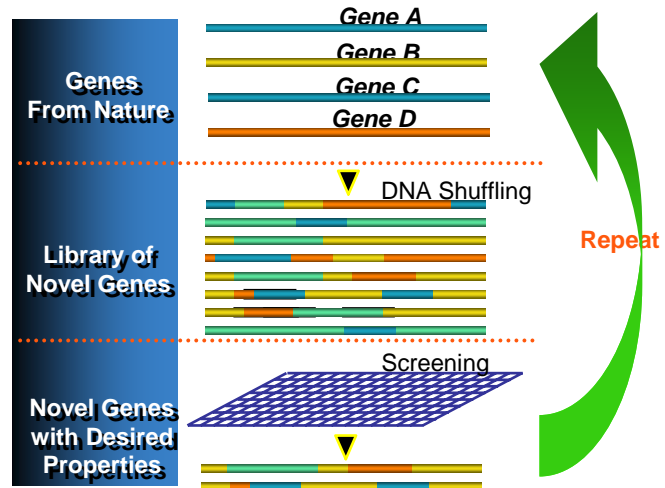 Gene A
Gene B
Gene C
Gene D
Genes
From Nature
DNA Shuffling
Library of
Novel Genes
Repeat
Screening
Novel Genes
with Desired
Properties